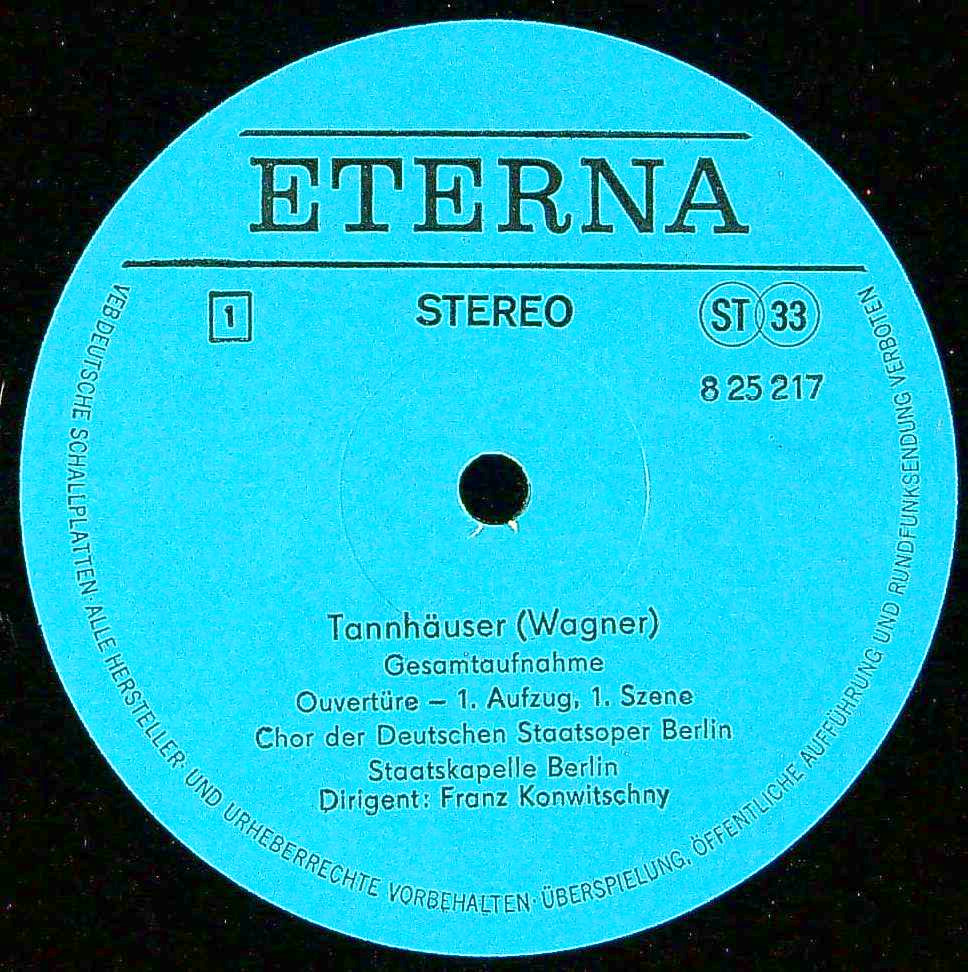 ETERNA
1
STEREO
ST 33
8 25 217
Tannhäuser (Wagner)
Gesamtaufnahme
Ouvertüre – 1. Aufzug, 1. Szene
Chor der Deutschen Staatsoper Berlin
Staatskapelle Berlin
Dirigent: Franz Konwitschny
VEB DEUTSCHE SCHALLPLATTEN · ALLE HERSTELLER- UND URHEBERRECHTE VORBEHALTEN · ÜBERSPIELUNG, ÖFFENTLICHE AUFFÜHRUNG UND RUNDFUNKSENDUNG VERBOTEN